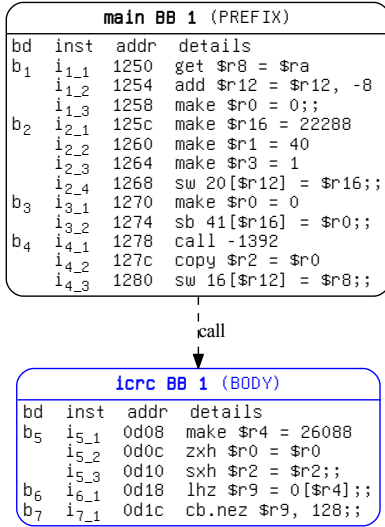 main BB 1 (PREFIX)
bd inst addr details
b1 i1_1 1250 get $r8 = $ra
i1_2 1254 add $r12 = $r12, -8
i1_3 1258 make $r0 = 0;;
b2 i2_1 125c make $r16 = 22288
i2_2 1260 make $r1 = 40
i2_3 1264 make $r3 = 1
i2_4 1268 sw 20[$r12] = $r16;;
b3 i3_1 1270 make $r0 = 0
i3_2 1274 sb 41[$r16] = $r0;;
b4 i4_1 1278 call -1392
i4_2 127c copy $r2 = $r0
i4_3 1280 sw 16[$r12] = $r8;;
call
icrc BB 1 (BODY)
bd inst addr details
b5 i5_1 0d08 make $r4 = 26088
i5_2 0d0c zxh $r0 = $r0
i5_3 0d10 sxh $r2 = $r2;;
b6 i6_1 0d18 lhz $r9 = 0[$r4];;
b7 i7_1 0d1c cb.nez $r9, 128;;